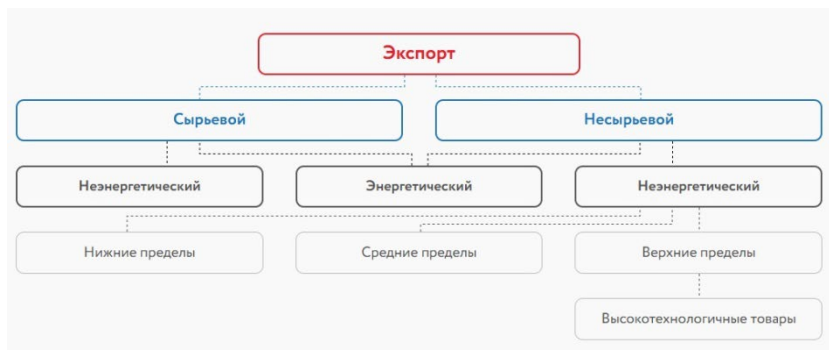 Экспорт
Сырьевой
Несырьевой
Неэнергетический
Энергетический
Неэнергетический
Нижние пределы
Средние пределы
Верхние пределы
Высокотехнологичные товары